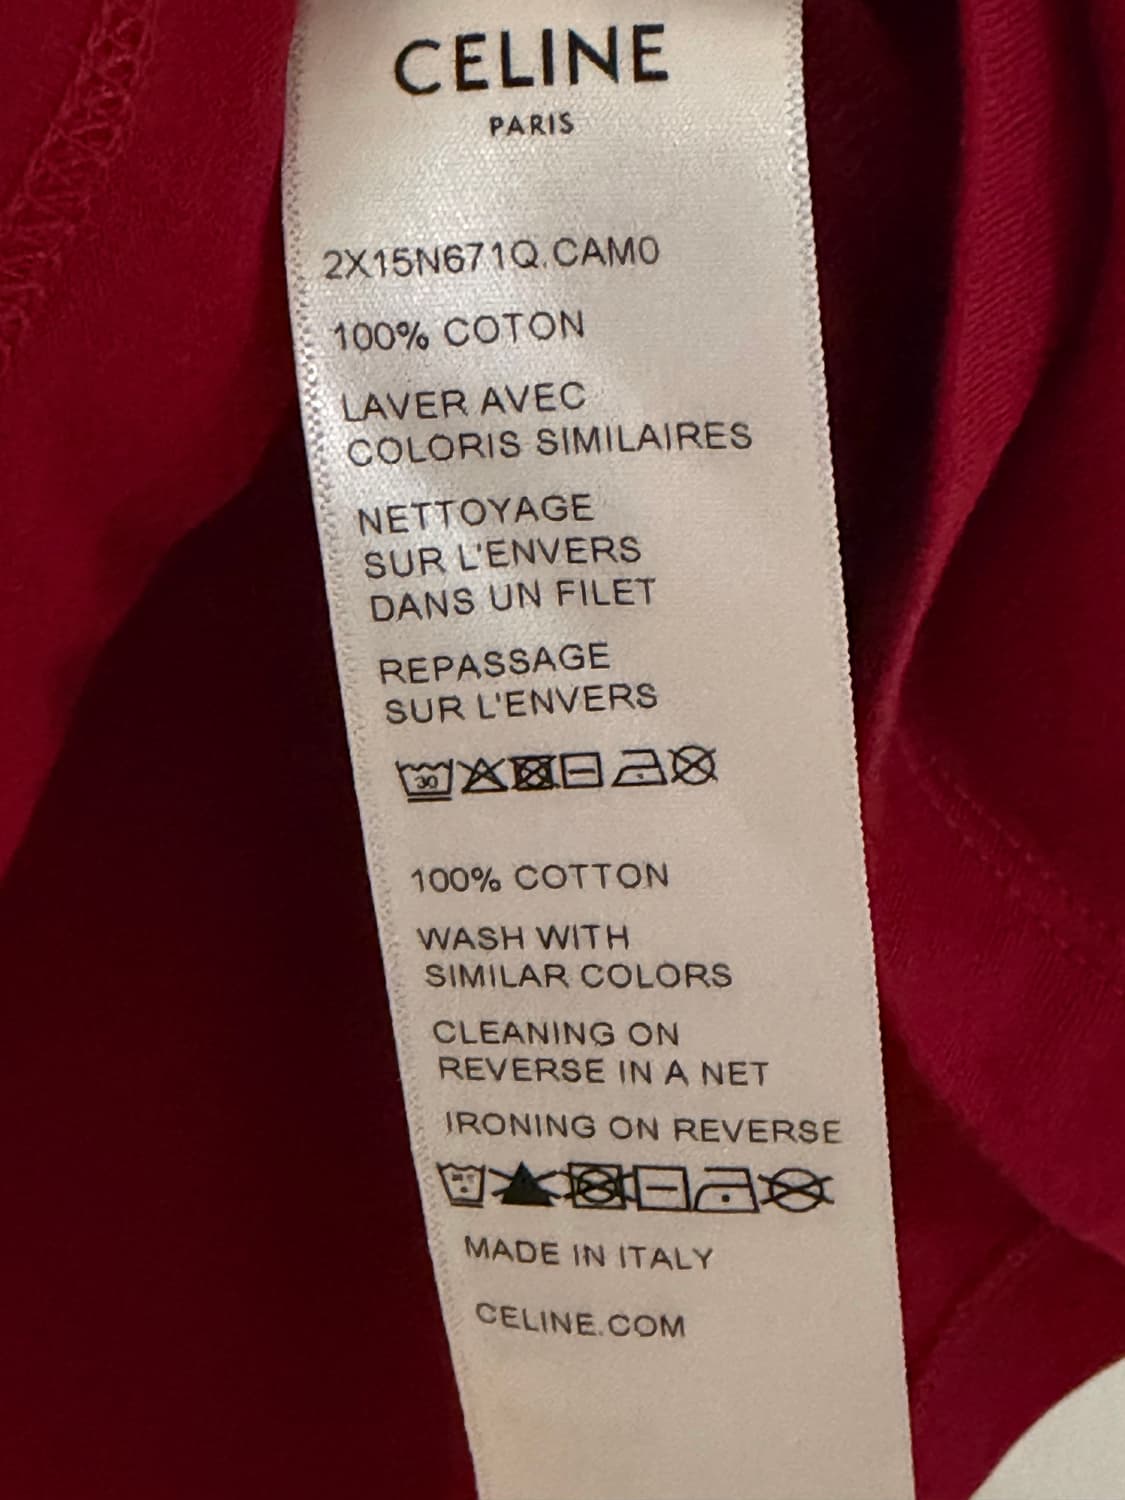 CELINE
PARIS
2X15N671Q.CAMO
100% COTON
LAVER AVEC
COLORIS SIMILAIRES
NETTOYAGE
SUR L'ENVERS
DANS UN FILET
REPASSAGE
SUR L'ENVERS
30
100% COTTON
WASH WITH
SIMILAR COLORS
CLEANING ON
REVERSE IN A NET
IRONING ON REVERSE
MADE IN ITALY
CELINE.COM